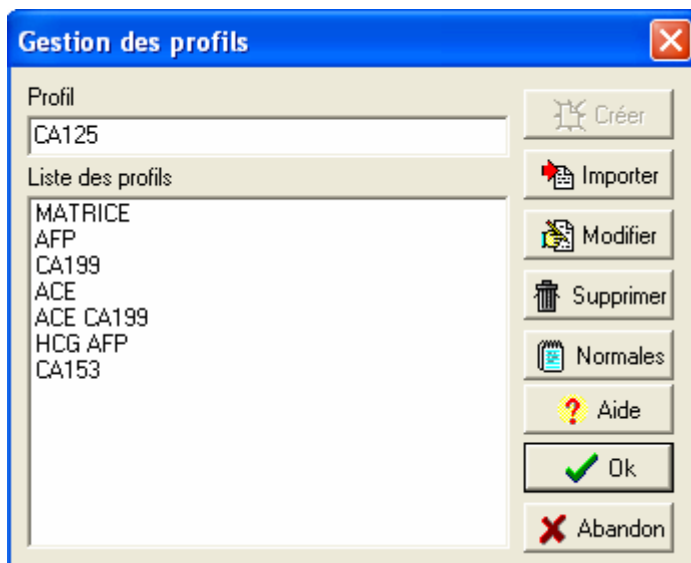 Gestion des profils
Profil
CA125
Liste des profils
MATRICE
AFP
CA199
ACE
ACE CA199
HCG AFP
CA153
Créer
Importer
Modifier
Supprimer
Normales
? Aide
Ok
Abandon